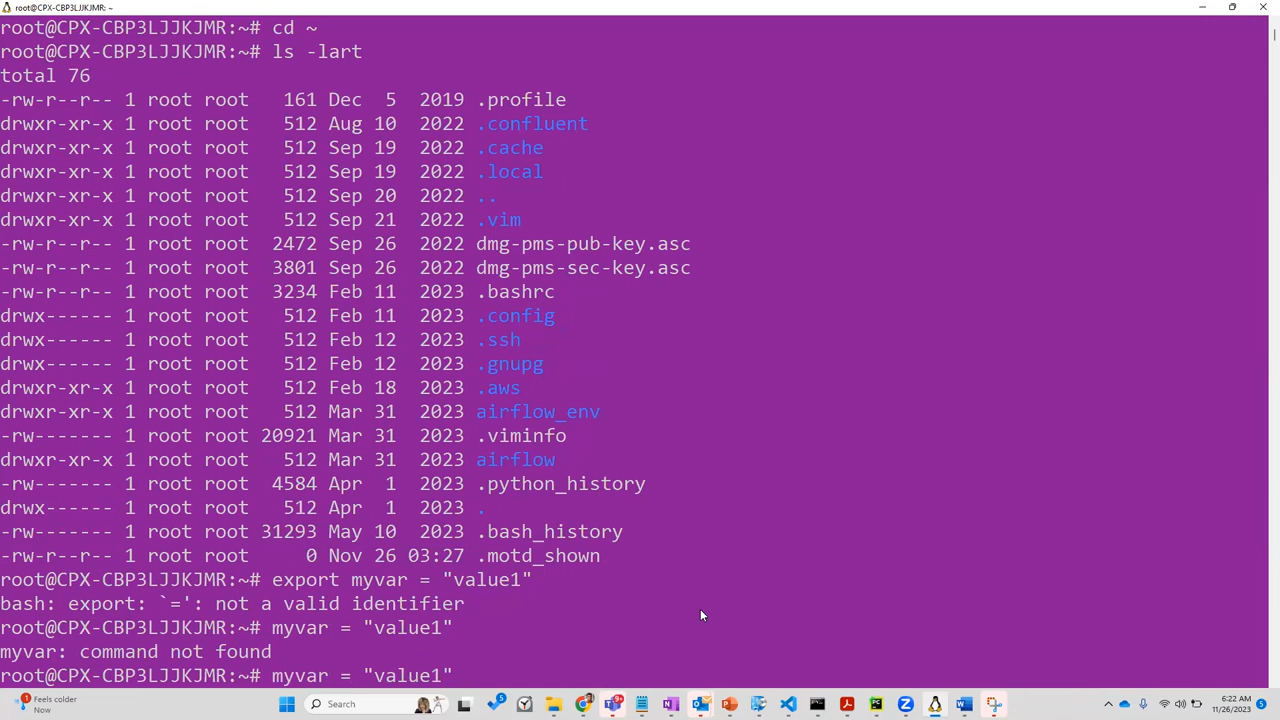 root@CPX-CBP3LJJKJMR: ~
root@CPX-CBP3LJJKJMR:~# cd ~
root@CPX-CBP3LJJKJMR:~# ls -lart
total 76
-rw-r--r-- 1 root root   161 Dec  5  2019 .profile
drwxr-xr-x 1 root root   512 Aug 10  2022 .confluent
drwxr-xr-x 1 root root   512 Sep 19  2022 .cache
drwxr-xr-x 1 root root   512 Sep 19  2022 .local
drwxr-xr-x 1 root root   512 Sep 20  2022 ..
drwxr-xr-x 1 root root   512 Sep 21  2022 .vim
-rw-r--r-- 1 root root  2472 Sep 26  2022 dmg-pms-pub-key.asc
-rw-r--r-- 1 root root  3801 Sep 26  2022 dmg-pms-sec-key.asc
-rw-r--r-- 1 root root  3234 Feb 11  2023 .bashrc
drwx------ 1 root root   512 Feb 11  2023 .config
drwx------ 1 root root   512 Feb 12  2023 .ssh
drwx------ 1 root root   512 Feb 12  2023 .gnupg
drwxr-xr-x 1 root root   512 Feb 18  2023 .aws
drwxr-xr-x 1 root root   512 Mar 31  2023 airflow_env
-rw------- 1 root root 20921 Mar 31  2023 .viminfo
drwxr-xr-x 1 root root   512 Mar 31  2023 airflow
-rw------- 1 root root  4584 Apr  1  2023 .python_history
drwx------ 1 root root   512 Apr  1  2023 .
-rw------- 1 root root 31293 May 10  2023 .bash_history
-rw-r--r-- 1 root root     0 Nov 26 03:27 .motd_shown
root@CPX-CBP3LJJKJMR:~# export myvar = "value1"
bash: export: `=': not a valid identifier
root@CPX-CBP3LJJKJMR:~# myvar = "value1"
myvar: command not found
root@CPX-CBP3LJJKJMR:~# myvar = "value1"
1
Feels colder
Now
Search
5
9+
6:22 AM
11/26/2023
5